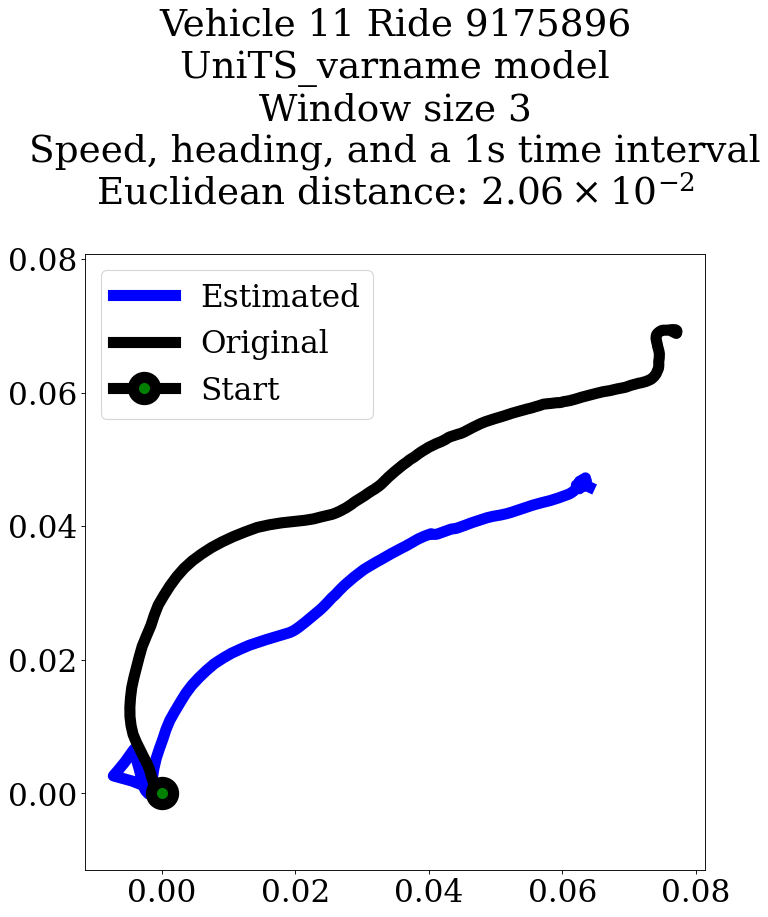 Vehicle 11 Ride 9175896
UniTS_varname model
Window size 3
Speed, heading, and a 1s time interval
Euclidean distance: 2.06 × 10⁻²
0.08
Estimated
Original
Start
0.06
0.04
0.02
0.00
0.00 0.02 0.04 0.06 0.08